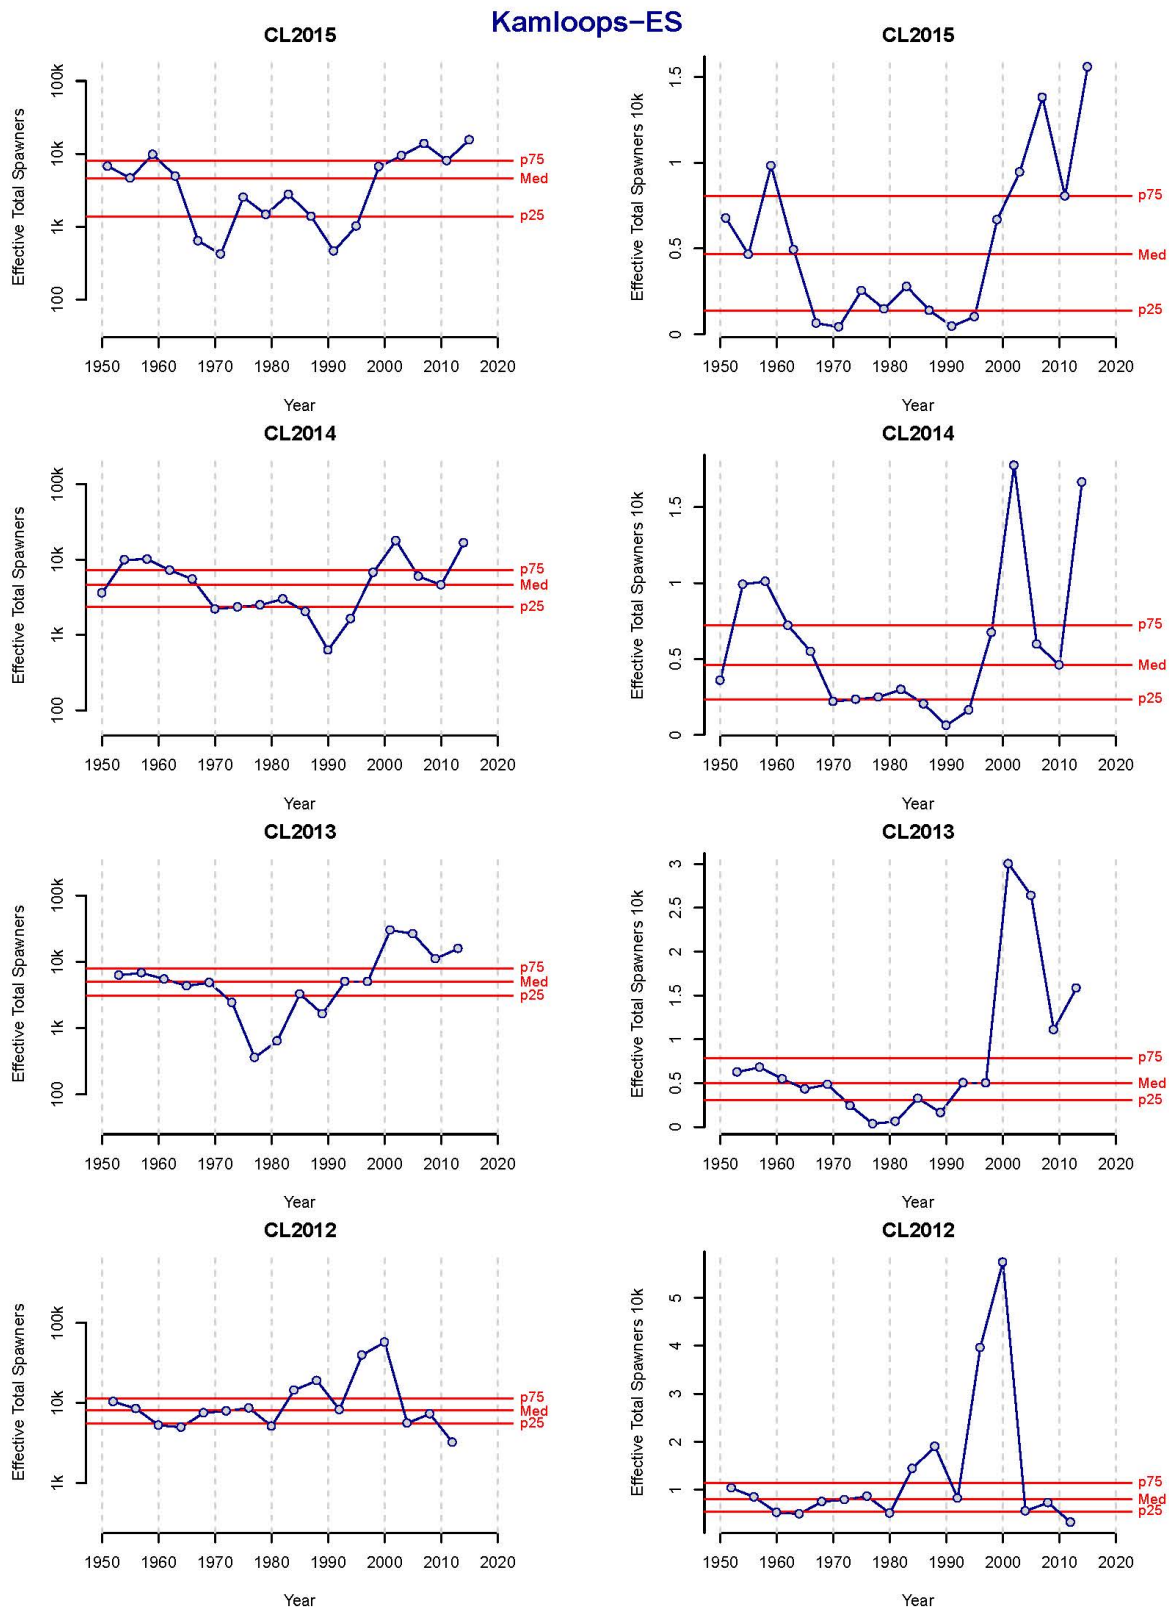 Kamloops−ES
CL2015
Effective Total Spawners
100k
10k
1k
100
p75
Med
p25
1950 1960 1970 1980 1990 2000 2010 2020
Year
CL2015
Effective Total Spawners 10k
1.5
1
0.5
0
p75
Med
p25
1950 1960 1970 1980 1990 2000 2010 2020
Year
CL2014
Effective Total Spawners
100k
10k
1k
100
p75
Med
p25
1950 1960 1970 1980 1990 2000 2010 2020
Year
CL2014
Effective Total Spawners 10k
1.5
1
0.5
0
p75
Med
p25
1950 1960 1970 1980 1990 2000 2010 2020
Year
CL2013
Effective Total Spawners
100k
10k
1k
100
p75
Med
p25
1950 1960 1970 1980 1990 2000 2010 2020
Year
CL2013
Effective Total Spawners 10k
3
2.5
2
1.5
1
0.5
0
p75
Med
p25
1950 1960 1970 1980 1990 2000 2010 2020
Year
CL2012
Effective Total Spawners
100k
10k
1k
p75
Med
p25
1950 1960 1970 1980 1990 2000 2010 2020
Year
CL2012
Effective Total Spawners 10k
5
4
3
2
1
p75
Med
p25
1950 1960 1970 1980 1990 2000 2010 2020
Year